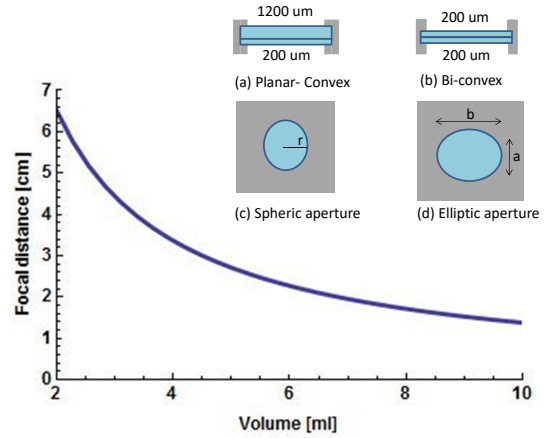 1200 um
200 um
200 um
200 um
(a) Planar- Convex
(b) Bi-convex
r
b
a
(c) Spheric aperture
(d) Elliptic aperture
7
6
5
4
3
2
1
0
Focal distance [cm]
2
4
6
8
10
Volume [ml]